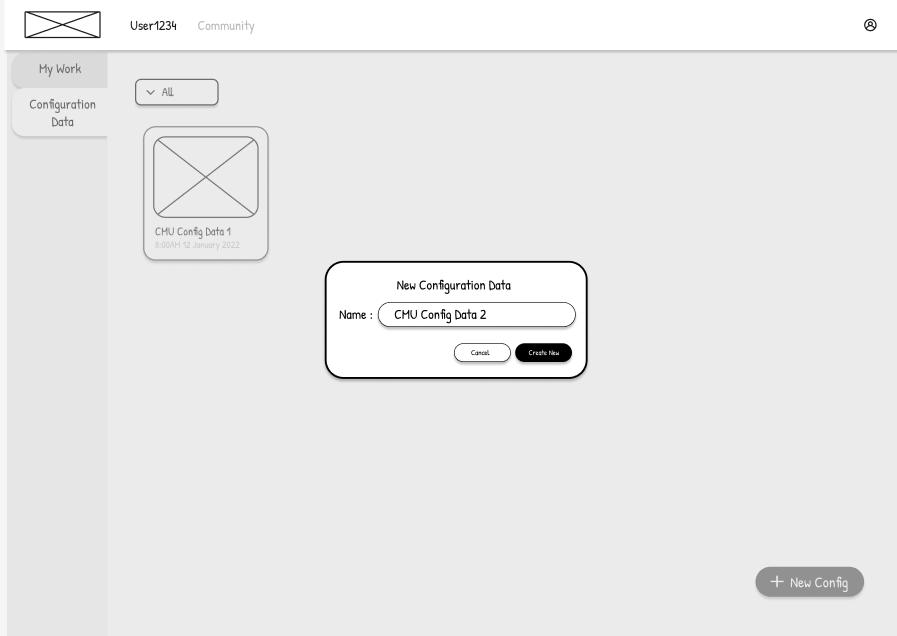 User1234 Community
My Work
Configuration
Data
All
CMU Config Data 1
8:00AM 12 January 2022
New Configuration Data
Name : CMU Config Data 2
Cancel Create New
New Config